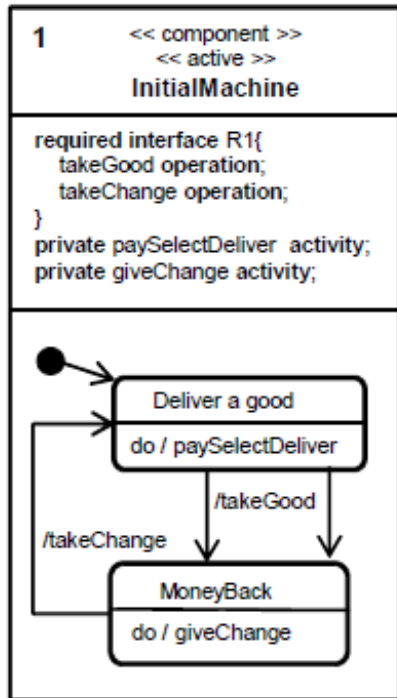 1
<< component >>
<< active >>
InitialMachine
required interface R1{
takeGood operation;
takeChange operation;
}
private paySelectDeliver activity;
private giveChange activity;
Deliver a good
do / paySelectDeliver
/takeGood
/takeChange
MoneyBack
do / giveChange